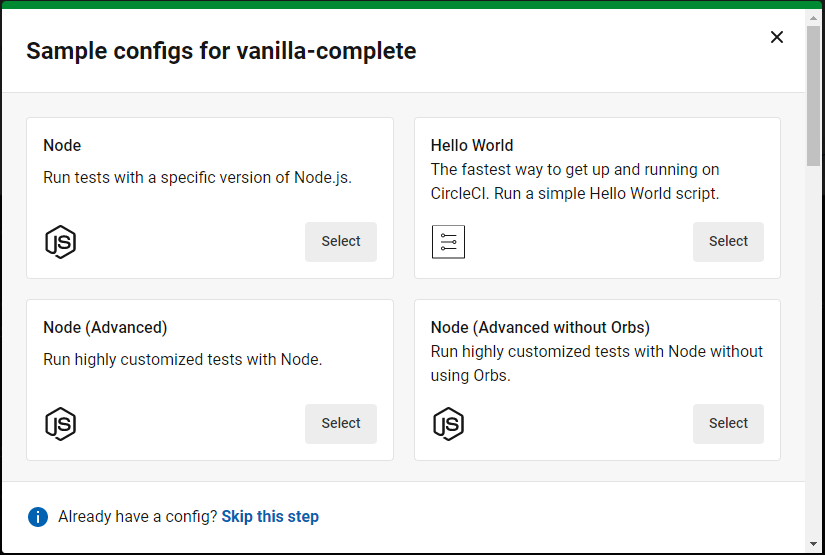 Sample configs for vanilla-complete
Node
Run tests with a specific version of Node.js.
JS
Select
Hello World
The fastest way to get up and running on
CircleCI. Run a simple Hello World script.
Select
Node (Advanced)
Run highly customized tests with Node.
JS
Select
Node (Advanced without Orbs)
Run highly customized tests with Node without
using Orbs.
JS
Select
Already have a config? Skip this step